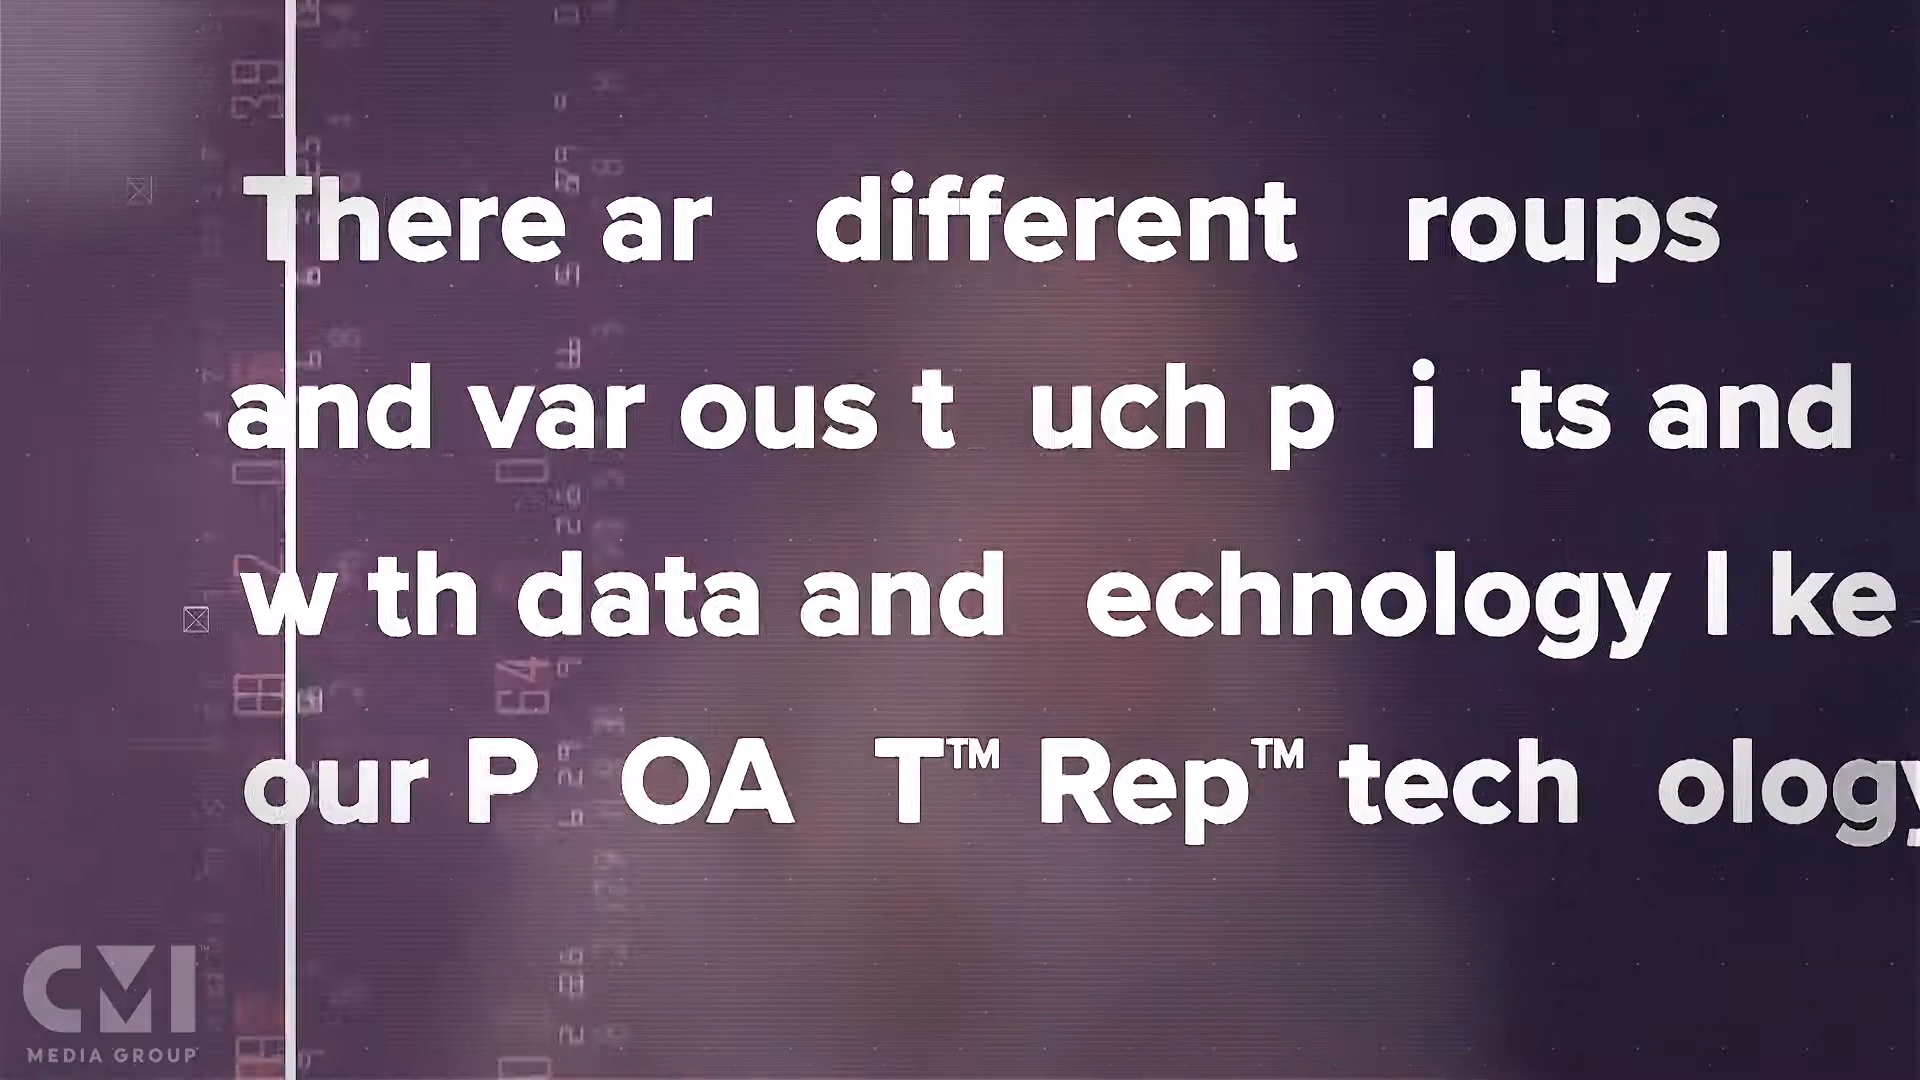 There ar different roups
and var ous t uch p i ts and
w th data and echnology l ke
our P OA T™ Rep™ tech ology
CMI™
MEDIA GROUP